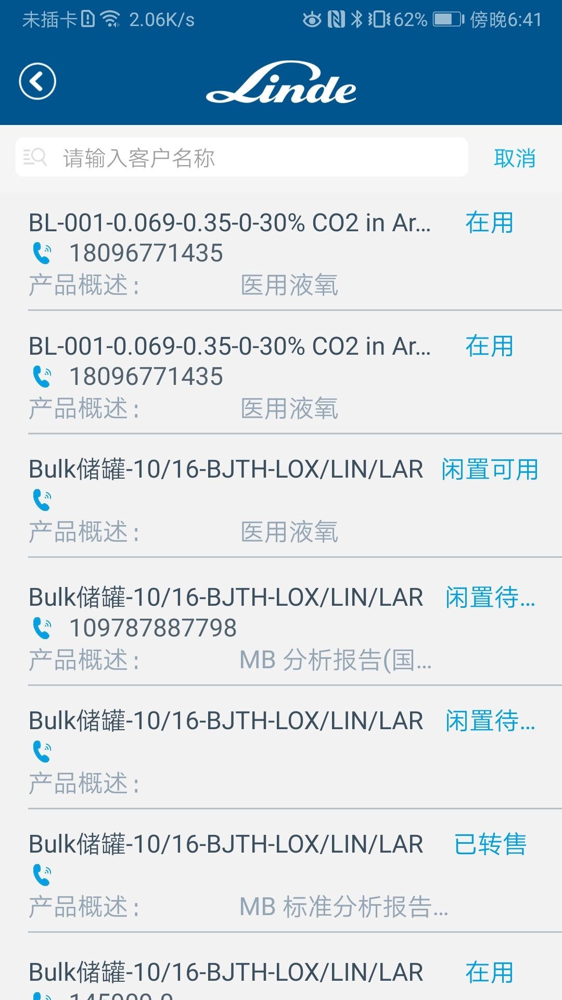 未插卡 2.06K/s 62% 傍晚6:41
Linde
请输入客户名称 取消
BL-001-0.069-0.35-0-30% CO2 in Ar... 在用
18096771435
产品概述: 医用液氧
BL-001-0.069-0.35-0-30% CO2 in Ar... 在用
18096771435
产品概述: 医用液氧
Bulk储罐-10/16-BJTH-LOX/LIN/LAR 闲置可用
产品概述: 医用液氧
Bulk储罐-10/16-BJTH-LOX/LIN/LAR 闲置待...
109787887798
产品概述: MB 分析报告(国...
Bulk储罐-10/16-BJTH-LOX/LIN/LAR 闲置待...
产品概述:
Bulk储罐-10/16-BJTH-LOX/LIN/LAR 已转售
产品概述: MB 标准分析报告...
Bulk储罐-10/16-BJTH-LOX/LIN/LAR 在用